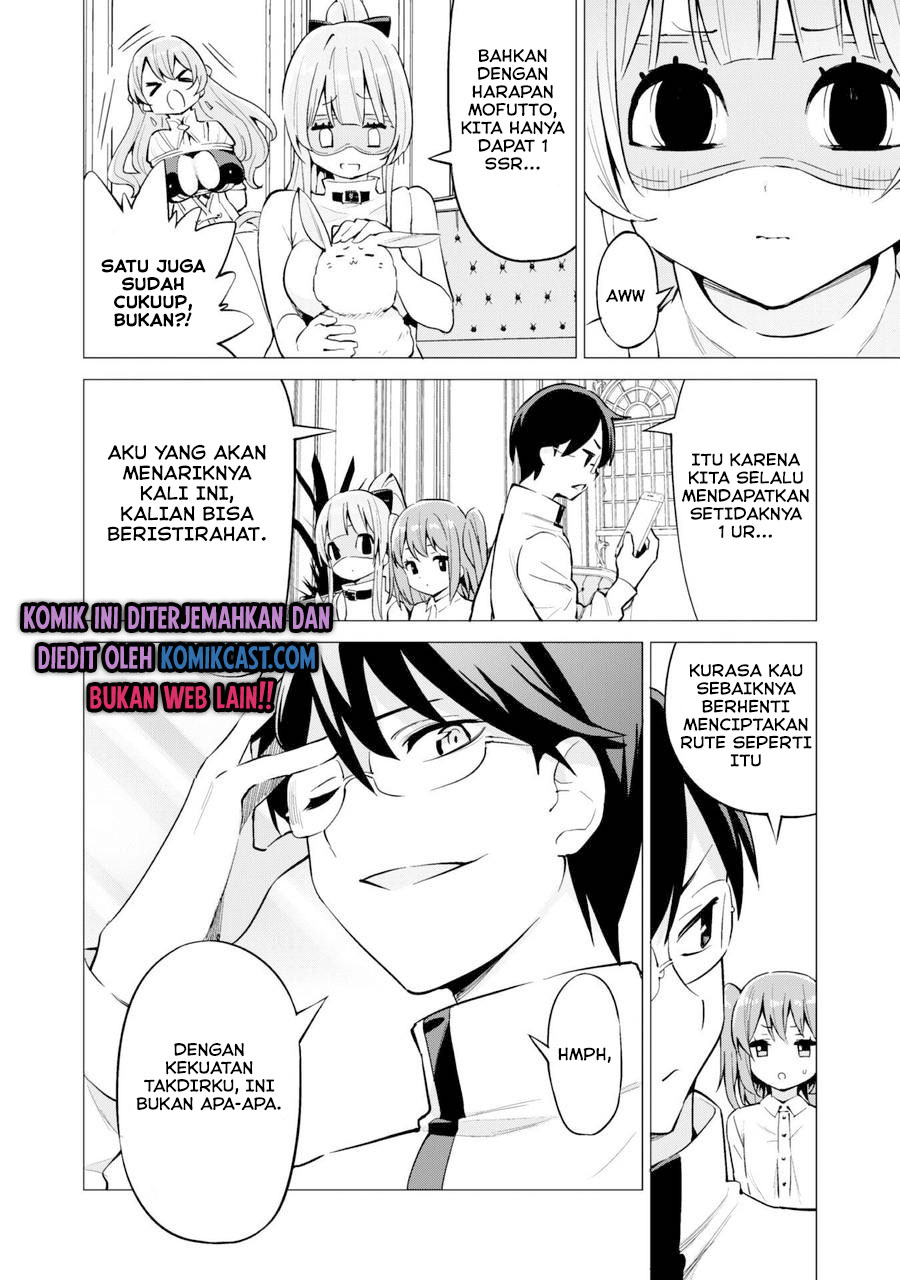 AWW
BAHKAN
DENGAN
HARAPAN
MOFUTTO,
KITA HANYA
DAPAT 1
SSR...
SATU JUGA
SUDAH
CUKUUP,
BUKAN?!
ITU KARENA
KITA SELALU
MENDAPATKAN
SETIDAKNYA
1 UR...
AKU YANG AKAN
MENARIKNYA
KALI INI,
KALIAN BISA
BERISTIRAHAT.
KOMIK INI DITERJEMAHKAN DAN
DIEDIT OLEH KOMIKCAST.COM
BUKAN WEB LAIN!!
KURASA KAU
SEBAIKNYA
BERHENTI
MENCIPTAKAN
RUTE SEPERTI
ITU
HMPH,
DENGAN
KEKUATAN
TAKDIRKU, INI
BUKAN APA-APA.